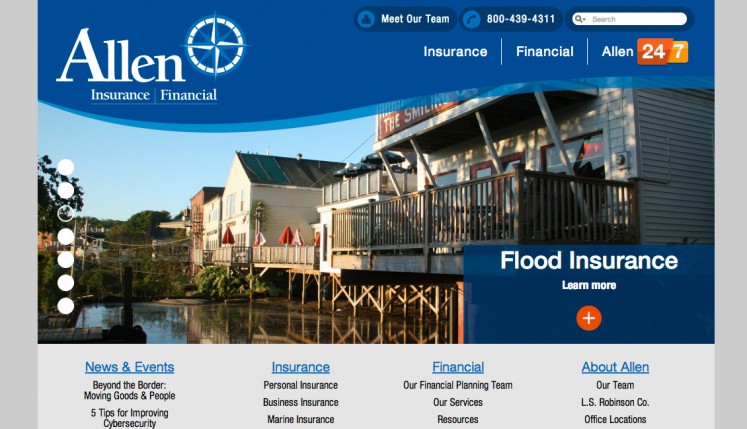 Meet Our Team
800-439-4311
Search
Allen
Insurance | Financial
Insurance
Financial
Allen 24 7
THE SMILING
Flood Insurance
Learn more
+
News & Events
Beyond the Border:
Moving Goods & People
5 Tips for Improving
Cybersecurity
Insurance
Personal Insurance
Business Insurance
Marine Insurance
Financial
Our Financial Planning Team
Our Services
Resources
About Allen
Our Team
L.S. Robinson Co.
Office Locations